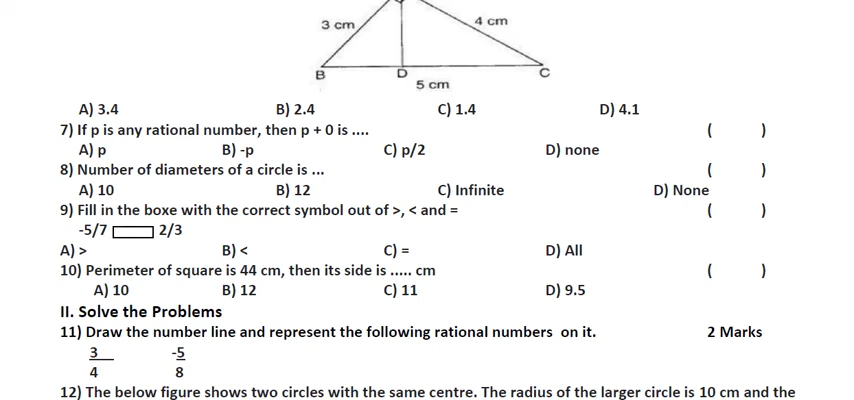 3 cm
4 cm
B
D
C
5 cm
A) 3.4 B) 2.4 C) 1.4 D) 4.1
7) If p is any rational number, then p + 0 is .... ( )
A) p B) -p C) p/2 D) none
8) Number of diameters of a circle is ... ( )
A) 10 B) 12 C) Infinite D) None
9) Fill in the boxe with the correct symbol out of >, < and = ( )
-5/7 2/3
A) > B) < C) = D) All
10) Perimeter of square is 44 cm, then its side is ..... cm ( )
A) 10 B) 12 C) 11 D) 9.5
II. Solve the Problems
11) Draw the number line and represent the following rational numbers on it. 2 Marks
3 -5
4 8
12) The below figure shows two circles with the same centre. The radius of the larger circle is 10 cm and the